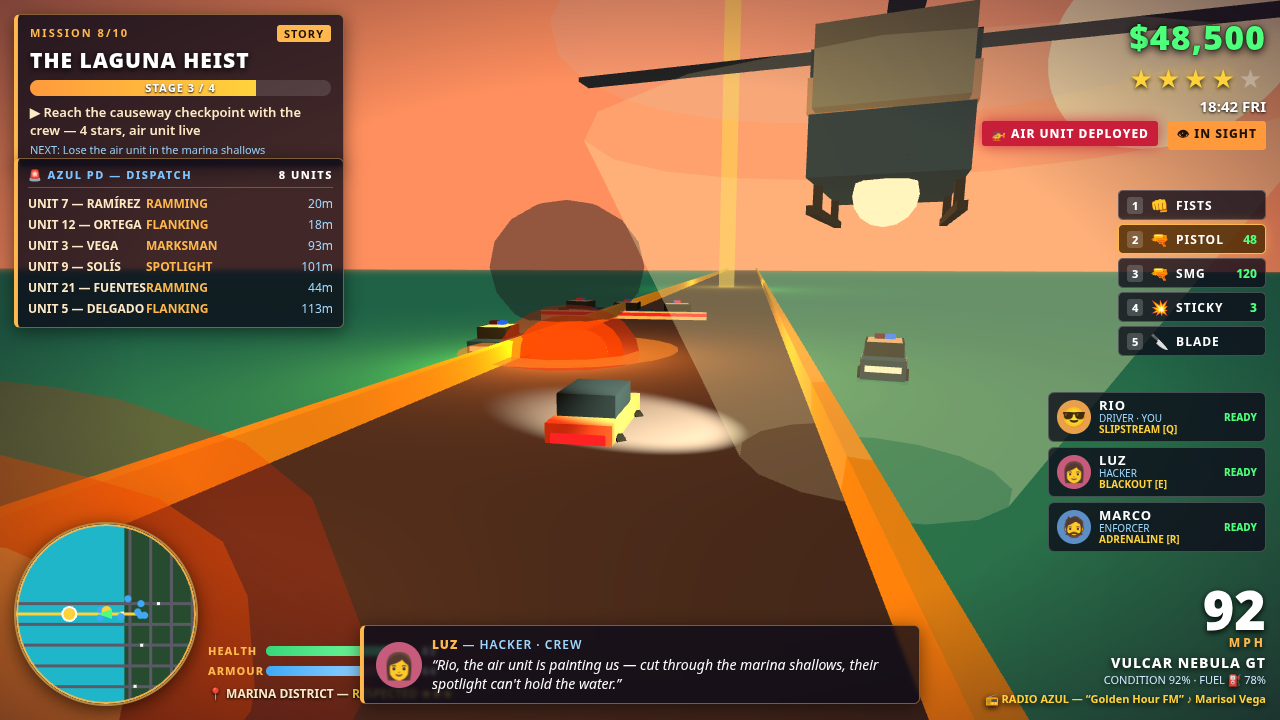 MISSION 8/10
STORY
THE LAGUNA HEIST
STAGE 3 / 4
▶ Reach the causeway checkpoint with the
crew — 4 stars, air unit live
NEXT: Lose the air unit in the marina shallows
🚨 AZUL PD — DISPATCH 8 UNITS
UNIT 7 — RAMÍREZ RAMMING 20m
UNIT 12 — ORTEGA FLANKING 18m
UNIT 3 — VEGA MARKSMAN 93m
UNIT 9 — SOLÍS SPOTLIGHT 101m
UNIT 21 — FUENTES RAMMING 44m
UNIT 5 — DELGADO FLANKING 113m
$48,500
★★★★★
18:42 FRI
🚁 AIR UNIT DEPLOYED
👁 IN SIGHT
1 👊 FISTS
2 🔫 PISTOL 48
3 🔫 SMG 120
4 💥 STICKY 3
5 🔪 BLADE
RIO
DRIVER · YOU
SLIPSTREAM [Q]
READY
LUZ
HACKER
BLACKOUT [E]
READY
MARCO
ENFORCER
ADRENALINE [R]
READY
HEALTH
ARMOUR
📍 MARINA DISTRICT —
LUZ — HACKER · CREW
“Rio, the air unit is painting us — cut through the marina shallows, their
spotlight can't hold the water.”
92
MPH
VULCAR NEBULA GT
CONDITION 92% · FUEL ⛽ 78%
📻 RADIO AZUL — “Golden Hour FM” ♪ Marisol Vega